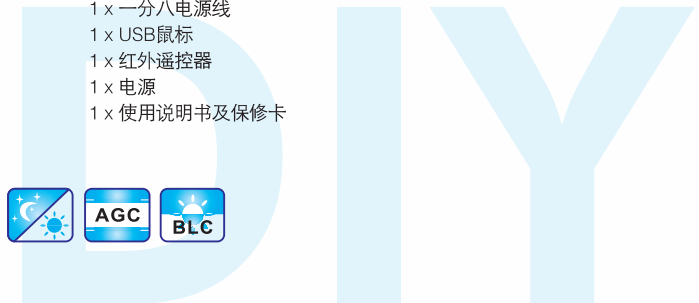 1 x 一分八电源线
1 x USB鼠标
1 x 红外遥控器
1 x 电源
1 x 使用说明书及保修卡
AGC
BLC
DIY